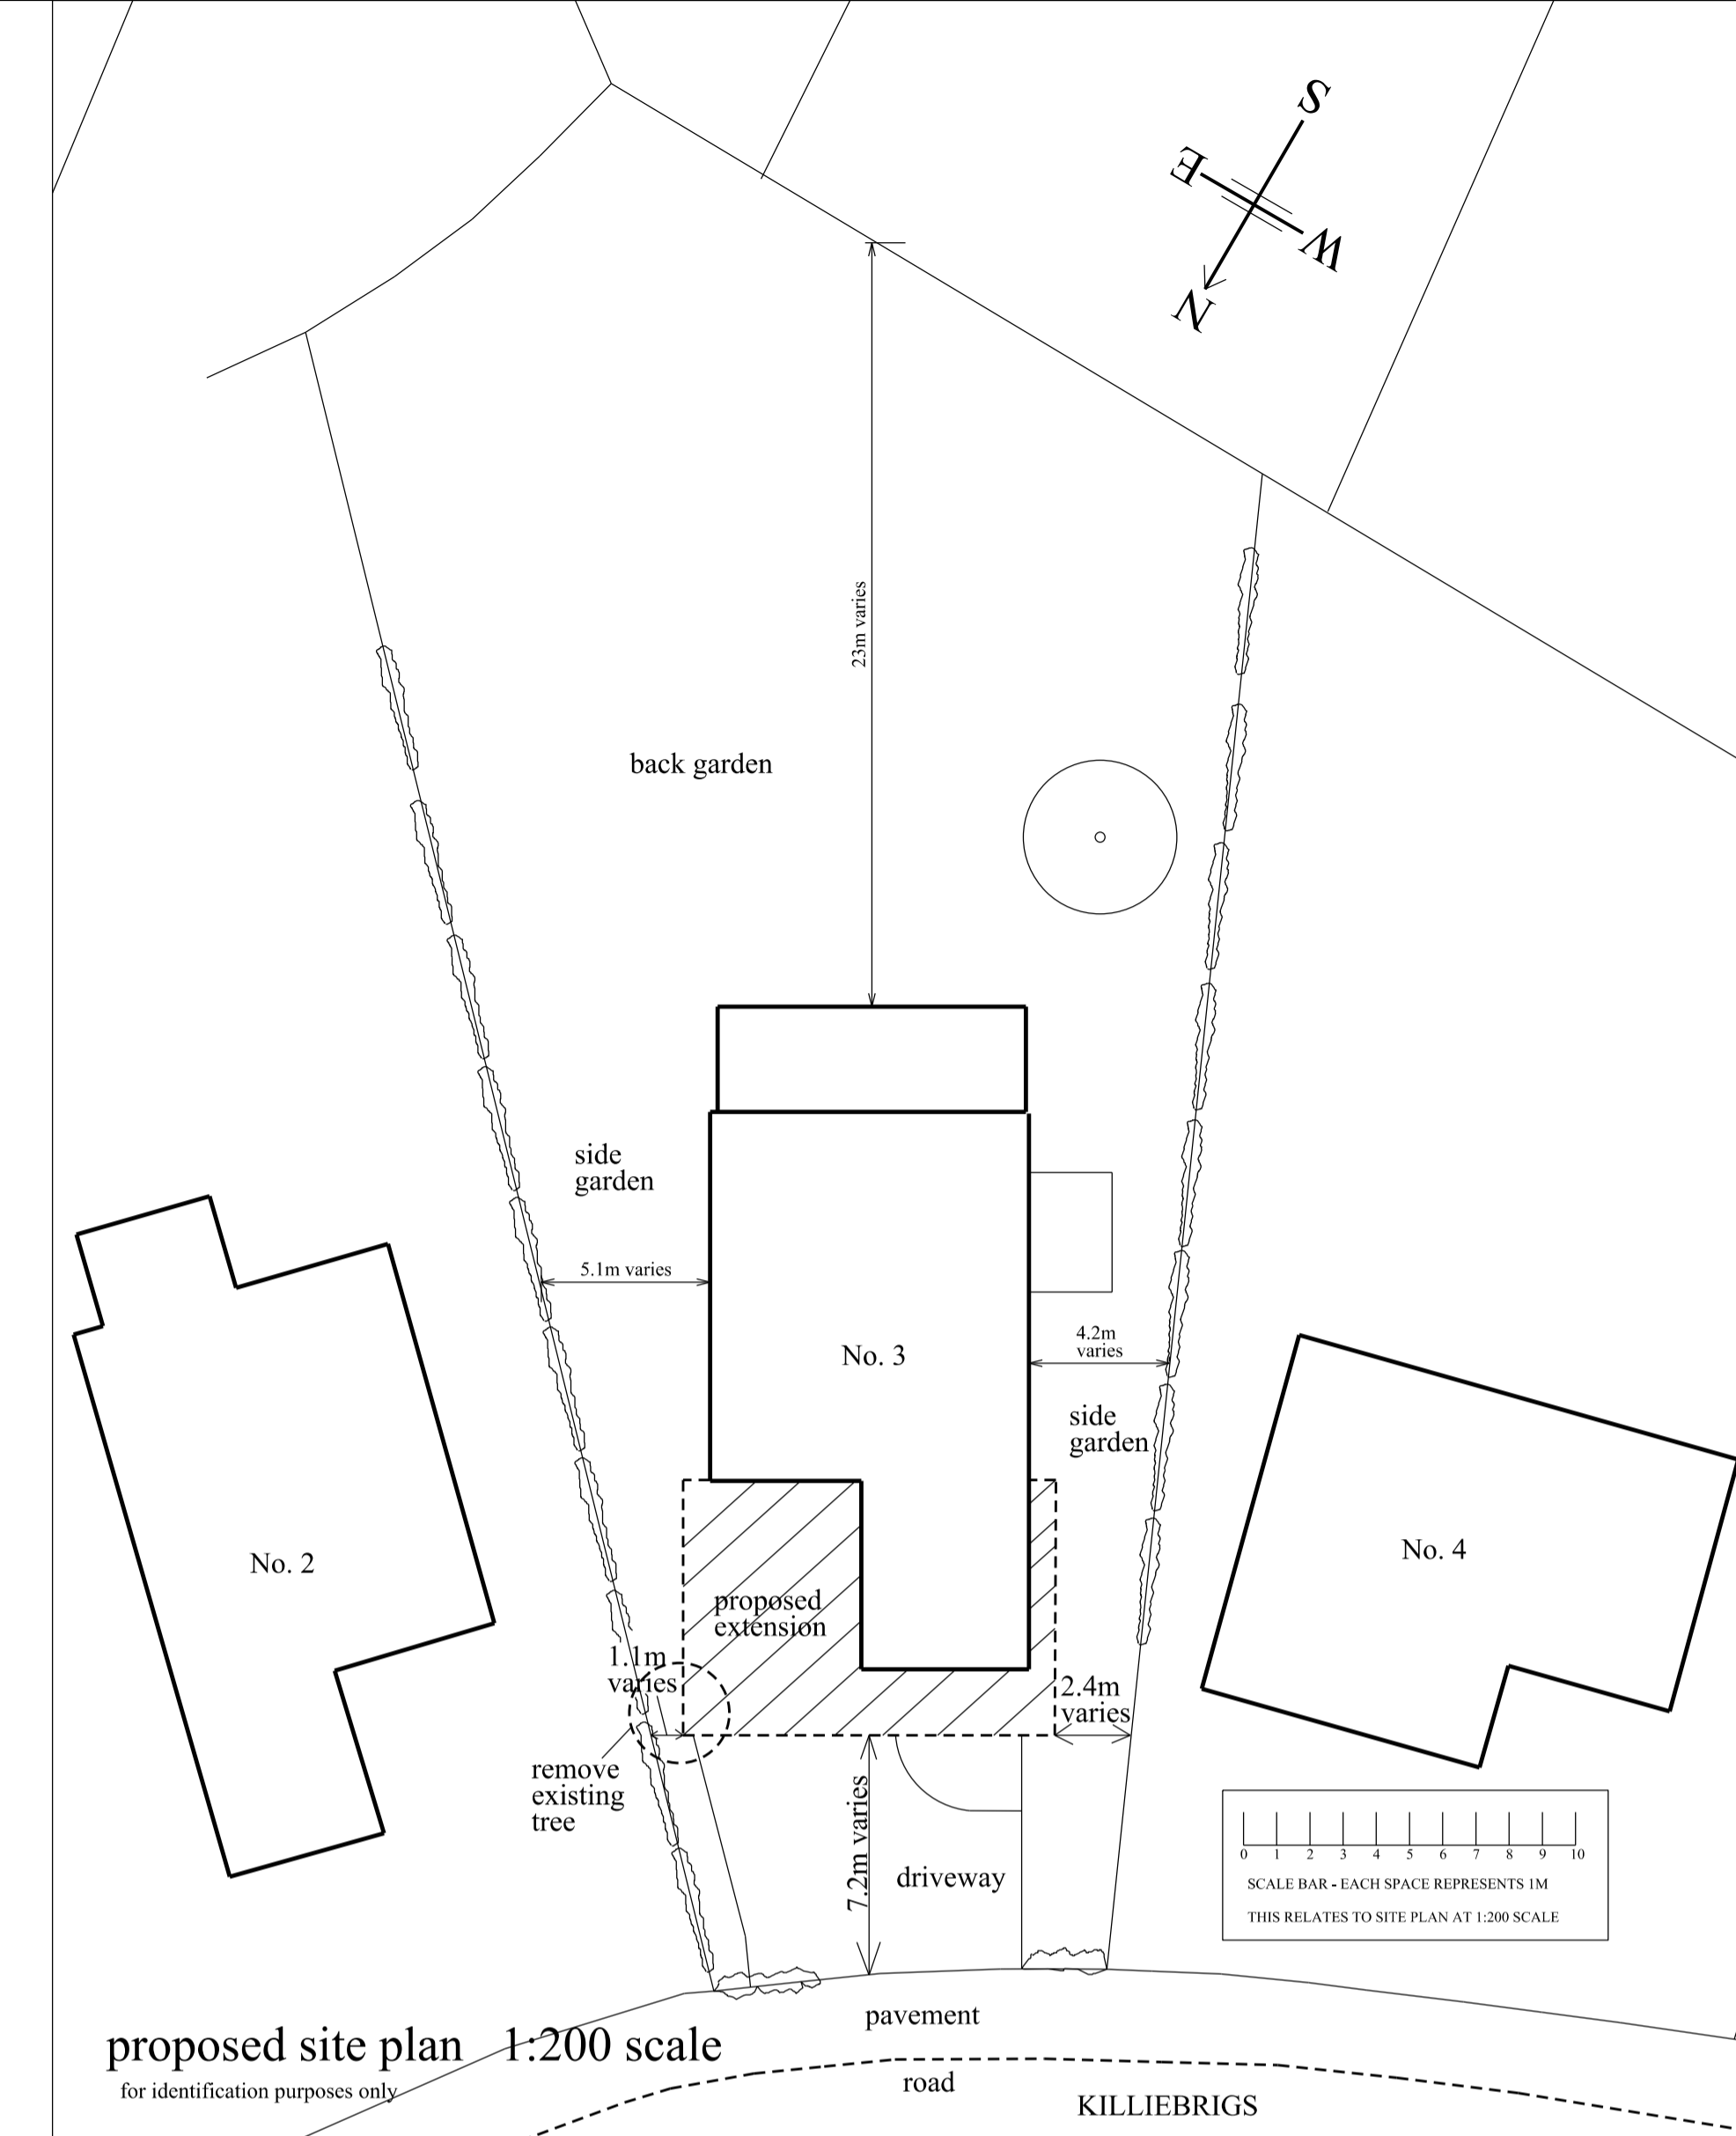 S
E
W
N
23m varies
back garden
side
garden
5.1m varies
4.2m
varies
No. 3
side
garden
No. 2
No. 4
proposed
extension
1.1m
varies
2.4m
varies
remove
existing
tree
7.2m varies
driveway
0 1 2 3 4 5 6 7 8 9 10
SCALE BAR - EACH SPACE REPRESENTS 1M
THIS RELATES TO SITE PLAN AT 1:200 SCALE
pavement
proposed site plan 1:200 scale
for identification purposes only
road
KILLIEBRIGS